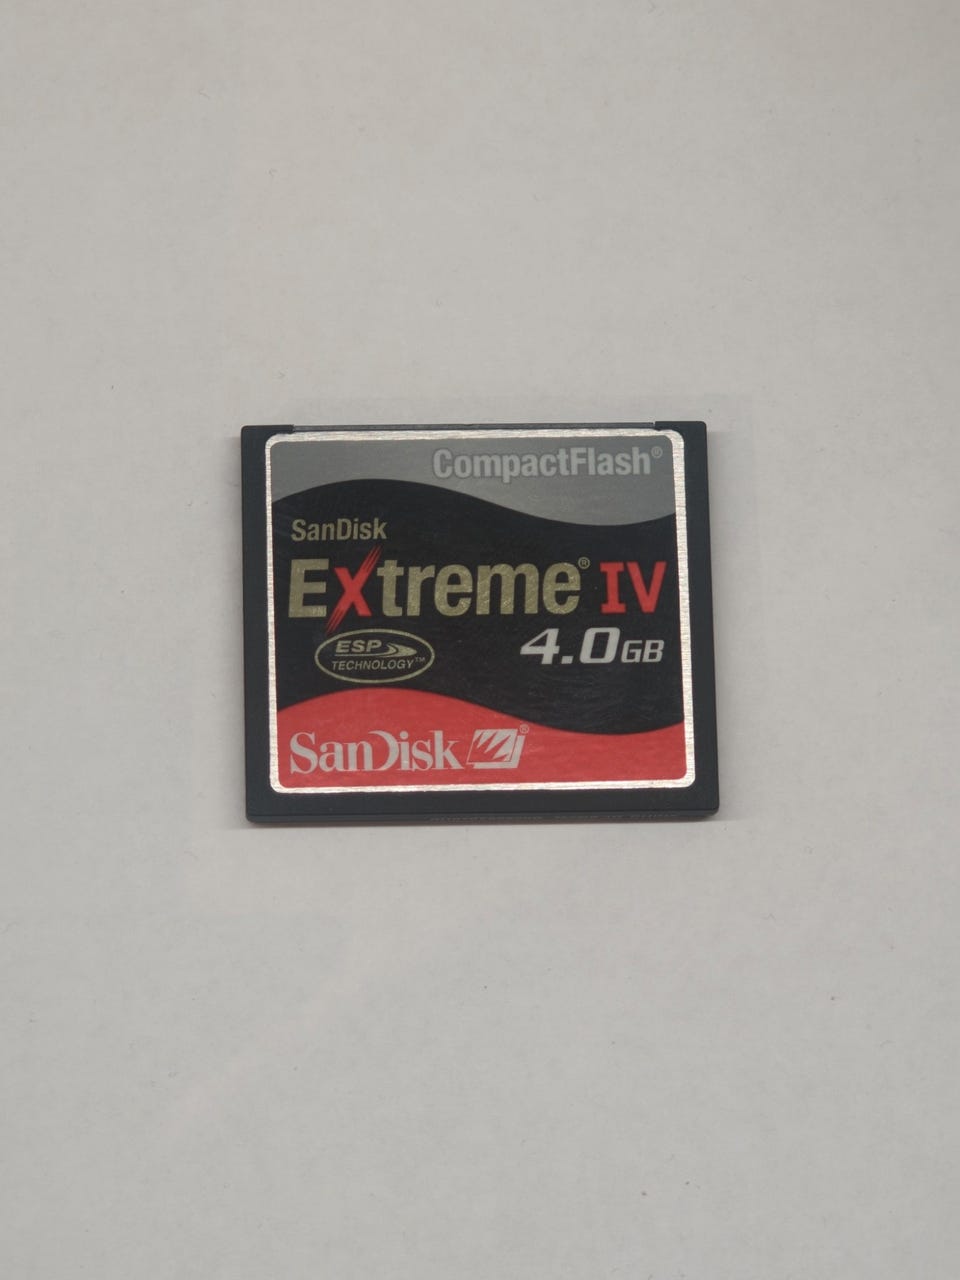 CompactFlash®
SanDisk
Extreme® IV
4.0GB
ESP
TECHNOLOGY™
SanDisk®